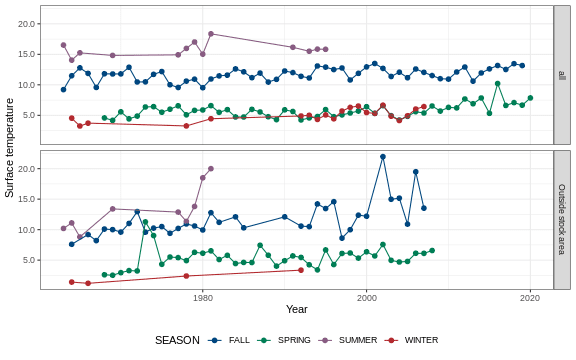 20.0
15.0
10.0
5.0
all
20.0
15.0
10.0
5.0
Outside stock area
Surface temperature
1980
2000
2020
Year
SEASON FALL SPRING SUMMER WINTER